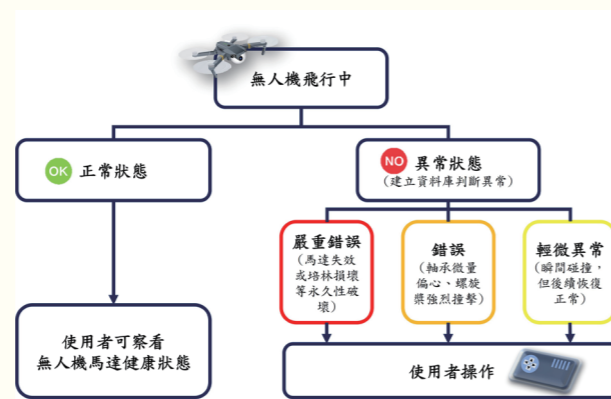 無人機飛行中
OK 正常狀態
NO 異常狀態
(建立資料庫判斷異常)
嚴重錯誤
(馬達失效
或培林損壞
等永久性破
壞)
錯誤
(軸承微量
偏心、螺旋
槳強烈撞擊)
輕微異常
(瞬間碰撞，
但後續恢復
正常)
使用者可察看
無人機馬達健康狀態
使用者操作